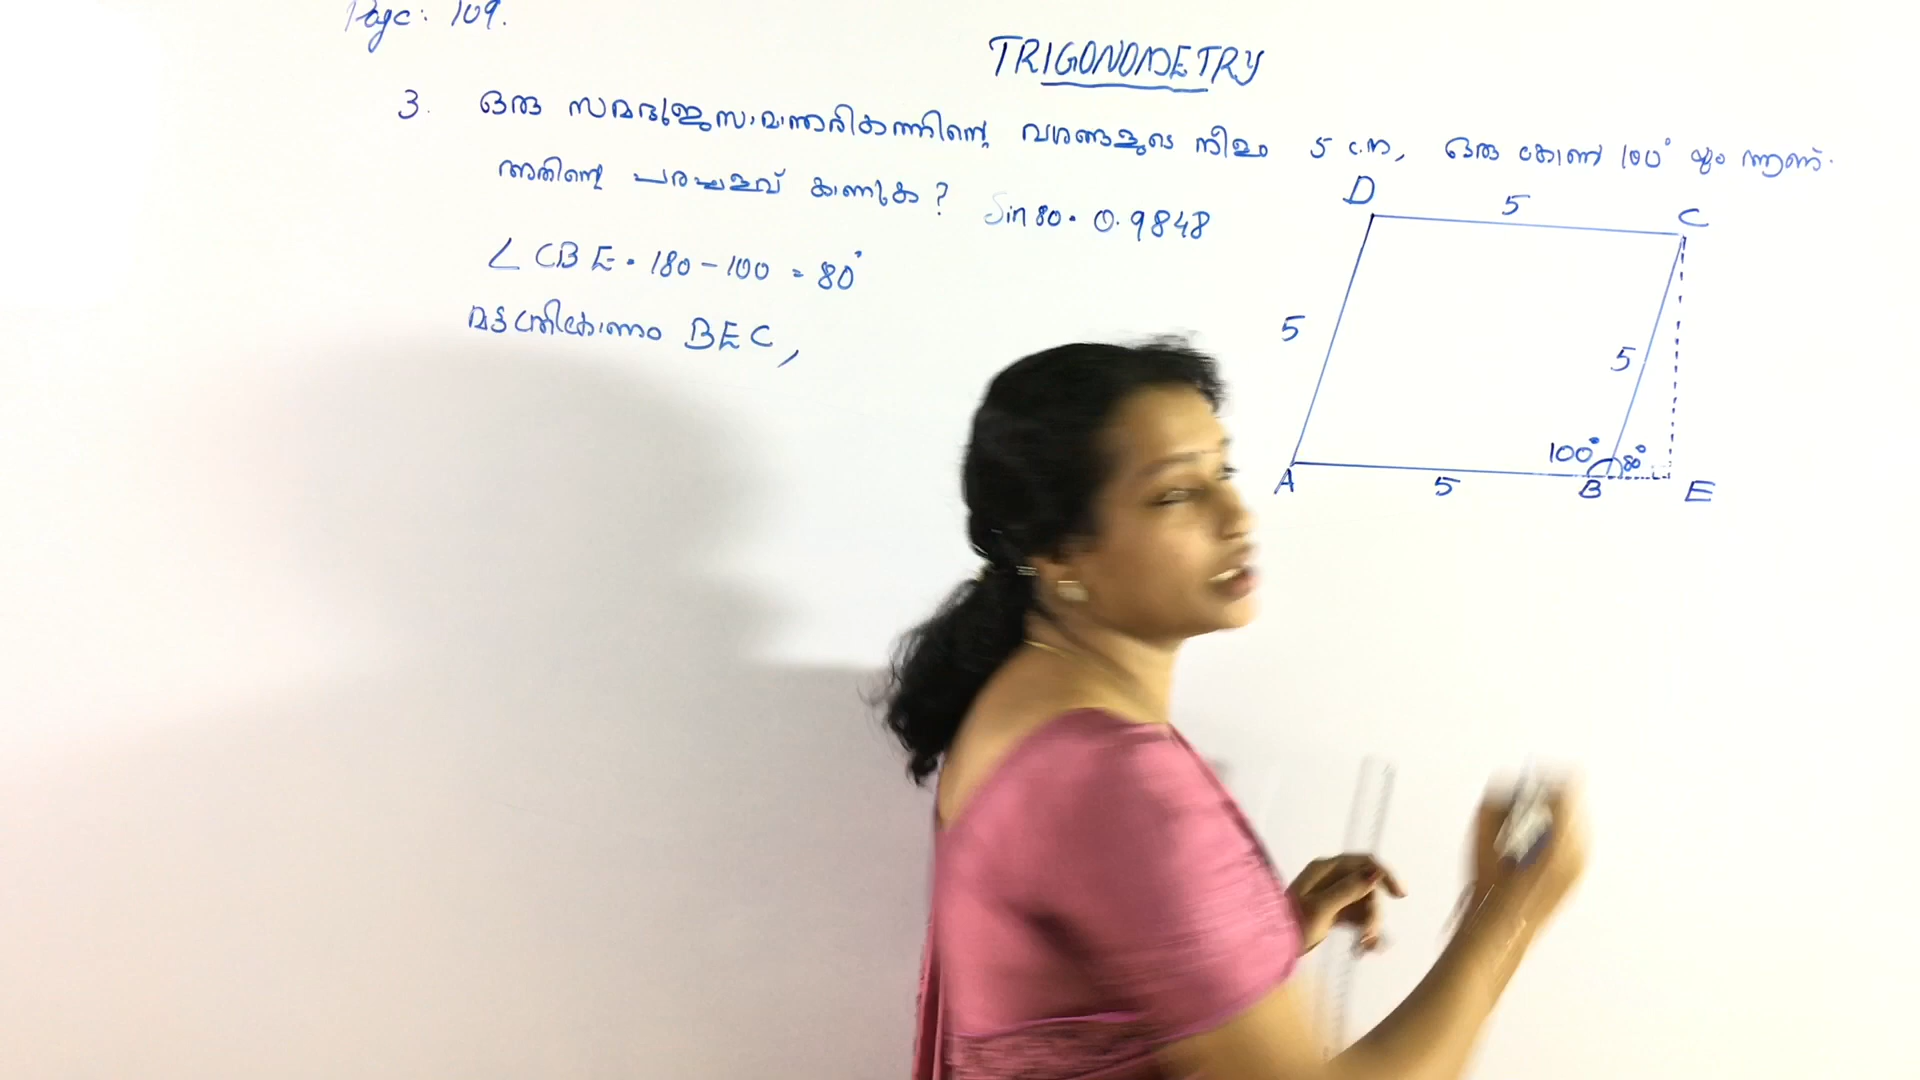 Page: 109.
TRIGONOMETRY
3. ഒരു സമഭുജസാമാന്തരികത്തിന്റെ വശങ്ങളുടെ നീളം 5 c.m, ഒരു കോണ് 100° യും ആണ്.
അതിന്റെ പരപ്പളവ് കാണുക? Sin 80 = 0.9848
∠CBE = 180 - 100 = 80°
മട്ടത്രികോണം BEC,
D 5 C
5 5
100° 80°
A 5 B E